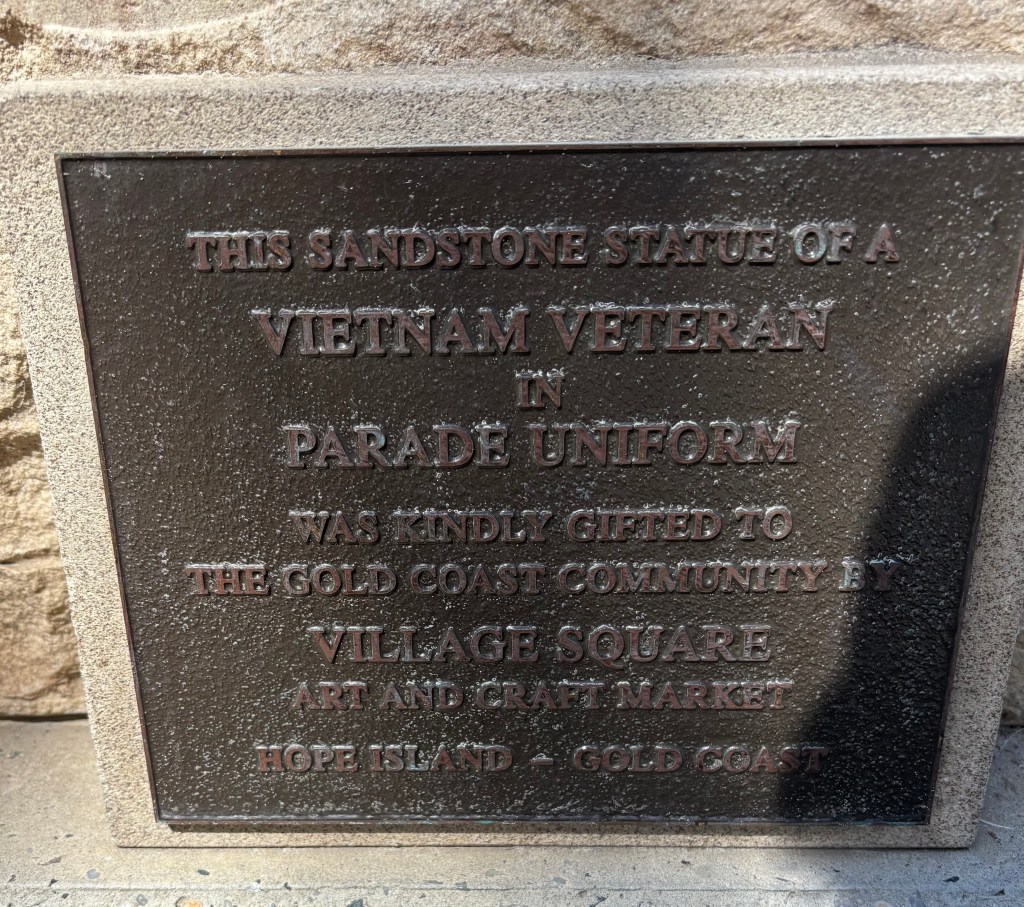 THIS SANDSTONE STATUE OF A
VIETNAM VETERAN
IN
PARADE UNIFORM
WAS KINDLY GIFTED TO
THE GOLD COAST COMMUNITY BY
VILLAGE SQUARE
ART AND CRAFT MARKET
HOPE ISLAND - GOLD COAST